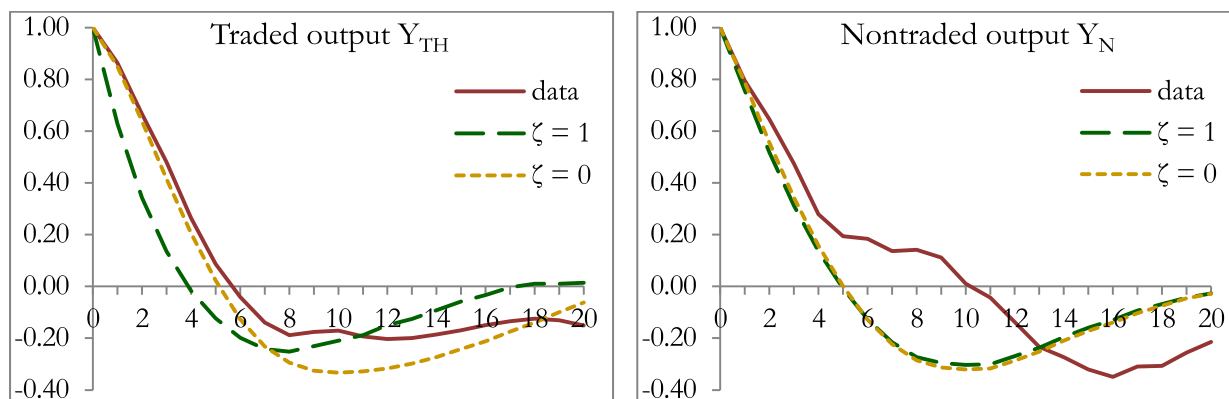 Traded output Y_TH
1.00
0.80
0.60
0.40
0.20
0.00
-0.20
-0.40
0 2 4 6 8 10 12 14 16 18 20
data
ζ = 1
ζ = 0
Nontraded output Y_N
1.00
0.80
0.60
0.40
0.20
0.00
-0.20
-0.40
0 2 4 6 8 10 12 14 16 18 20
data
ζ = 1
ζ = 0